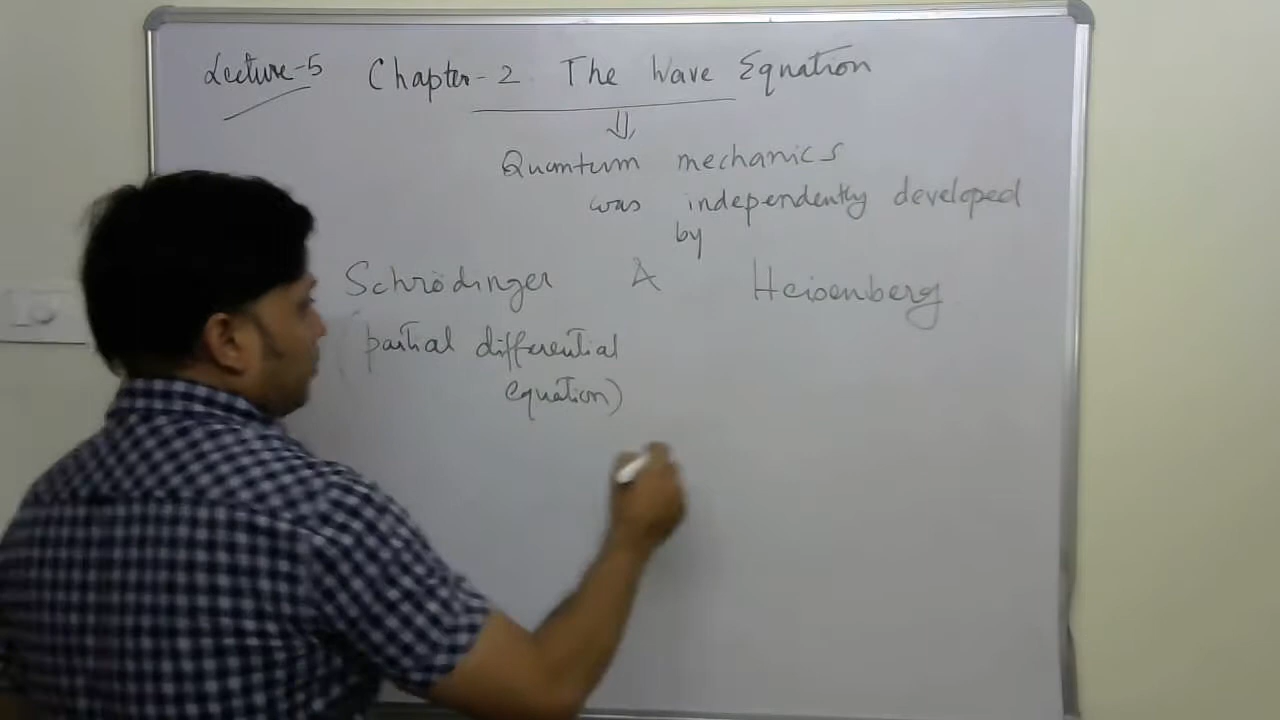 Lecture-5 Chapter-2 The Wave Equation
⇓
Quantum mechanics
was independently developed
by
Schrödinger & Heisenberg
partial differential
equation)